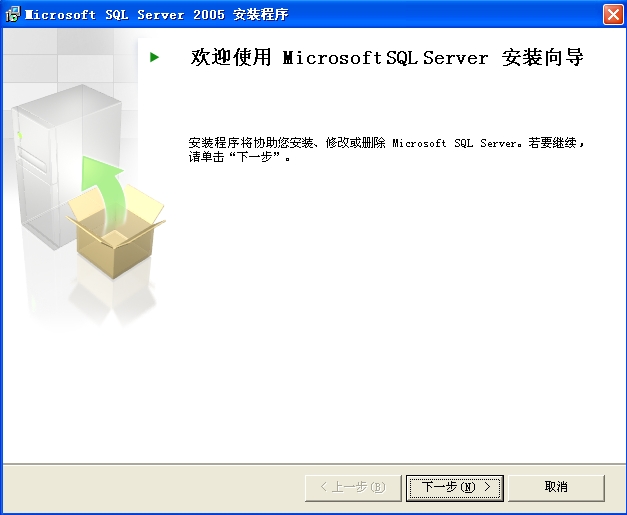 Microsoft SQL Server 2005 安装程序
欢迎使用 Microsoft SQL Server 安装向导
安装程序将协助您安装、修改或删除 Microsoft SQL Server。若要继续，
请单击“下一步”。
< 上一步(B)
下一步(N) >
取消